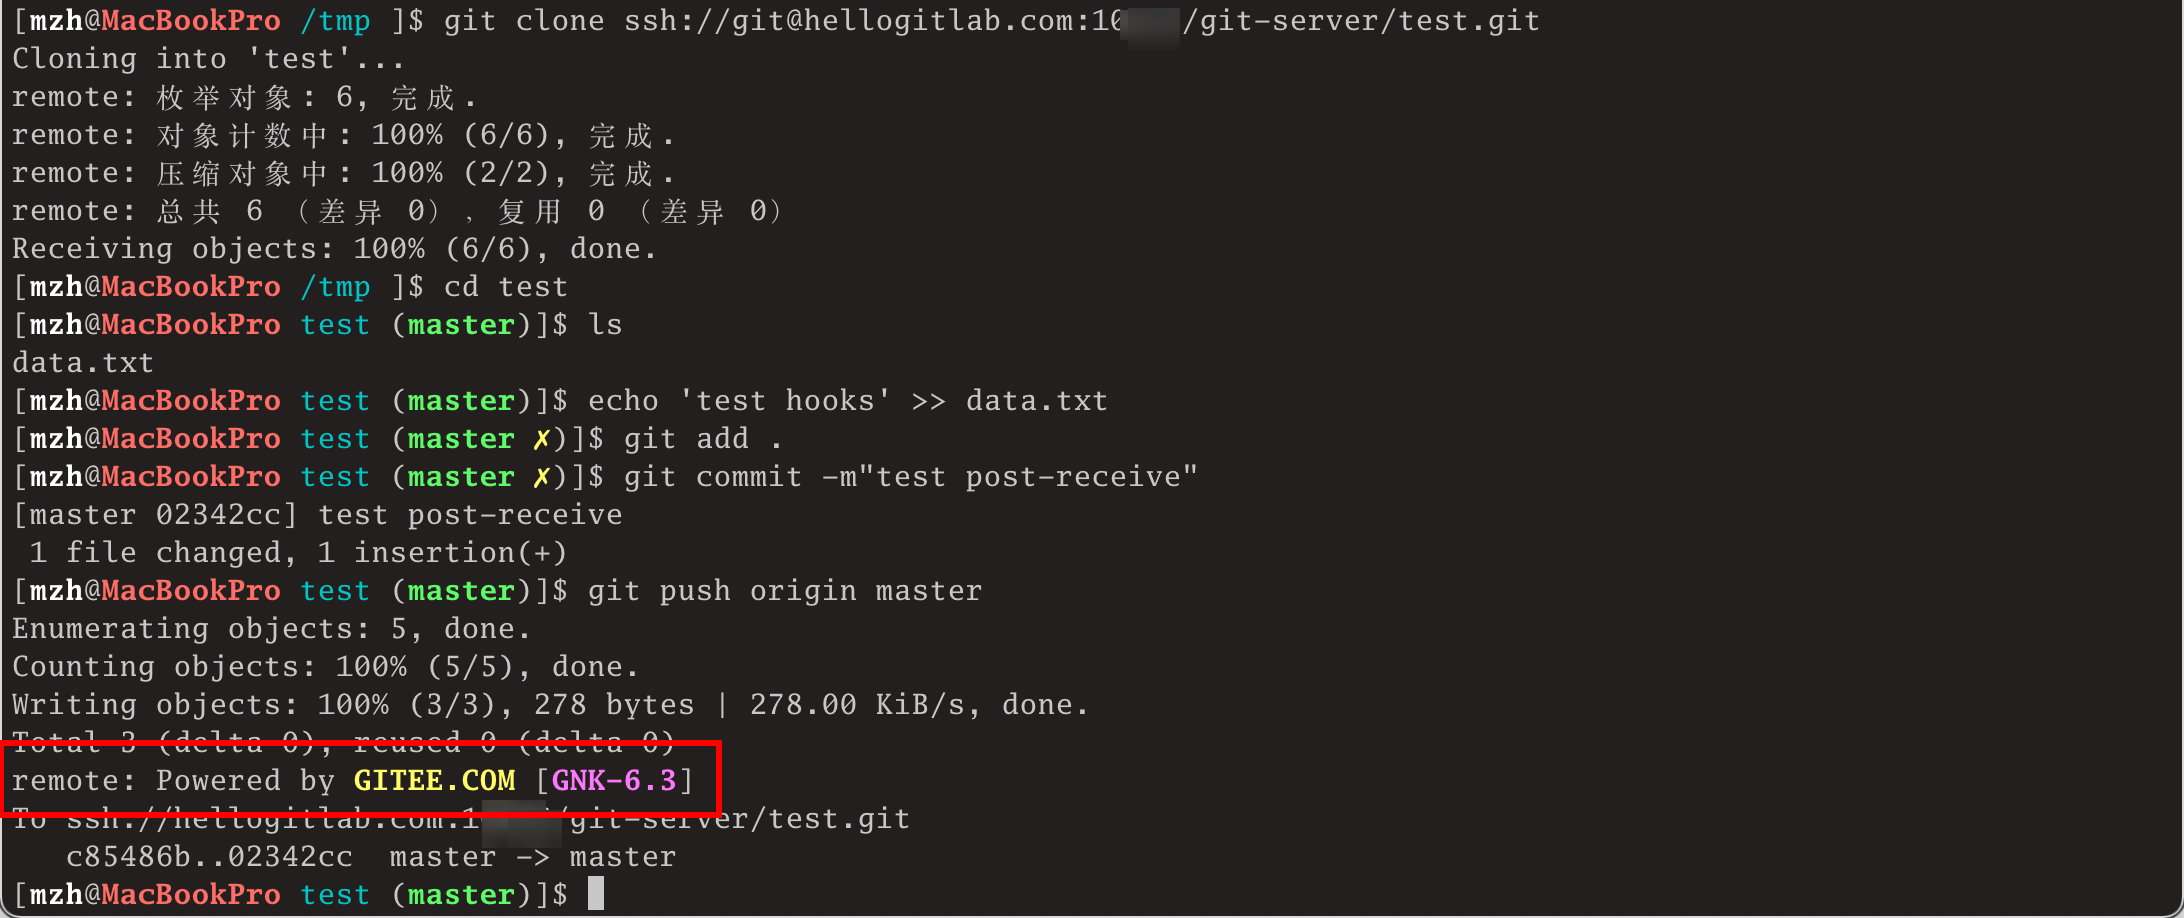 [mzh@MacBookPro /tmp ]$ git clone ssh://git@hellogitlab.com:10 /git-server/test.git
Cloning into 'test'...
remote: 枚举对象: 6, 完成.
remote: 对象计数中: 100% (6/6), 完成.
remote: 压缩对象中: 100% (2/2), 完成.
remote: 总共 6 （差异 0），复用 0 （差异 0）
Receiving objects: 100% (6/6), done.
[mzh@MacBookPro /tmp ]$ cd test
[mzh@MacBookPro test (master)]$ ls
data.txt
[mzh@MacBookPro test (master)]$ echo 'test hooks' >> data.txt
[mzh@MacBookPro test (master ✗)]$ git add .
[mzh@MacBookPro test (master ✗)]$ git commit -m"test post-receive"
[master 02342cc] test post-receive
 1 file changed, 1 insertion(+)
[mzh@MacBookPro test (master)]$ git push origin master
Enumerating objects: 5, done.
Counting objects: 100% (5/5), done.
Writing objects: 100% (3/3), 278 bytes | 278.00 KiB/s, done.
Total 3 (delta 0), reused 0 (delta 0)
remote: Powered by GITEE.COM [GNK-6.3]
To ssh://hellogitlab.com:1 /git-server/test.git
   c85486b..02342cc  master -> master
[mzh@MacBookPro test (master)]$